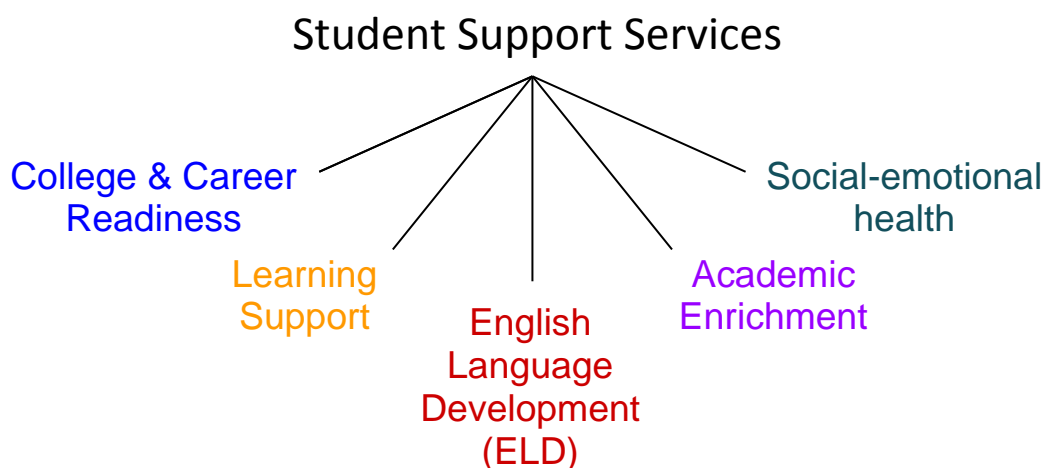 Student Support Services
College & Career
Readiness
Learning
Support
English
Language
Development
(ELD)
Academic
Enrichment
Social-emotional
health